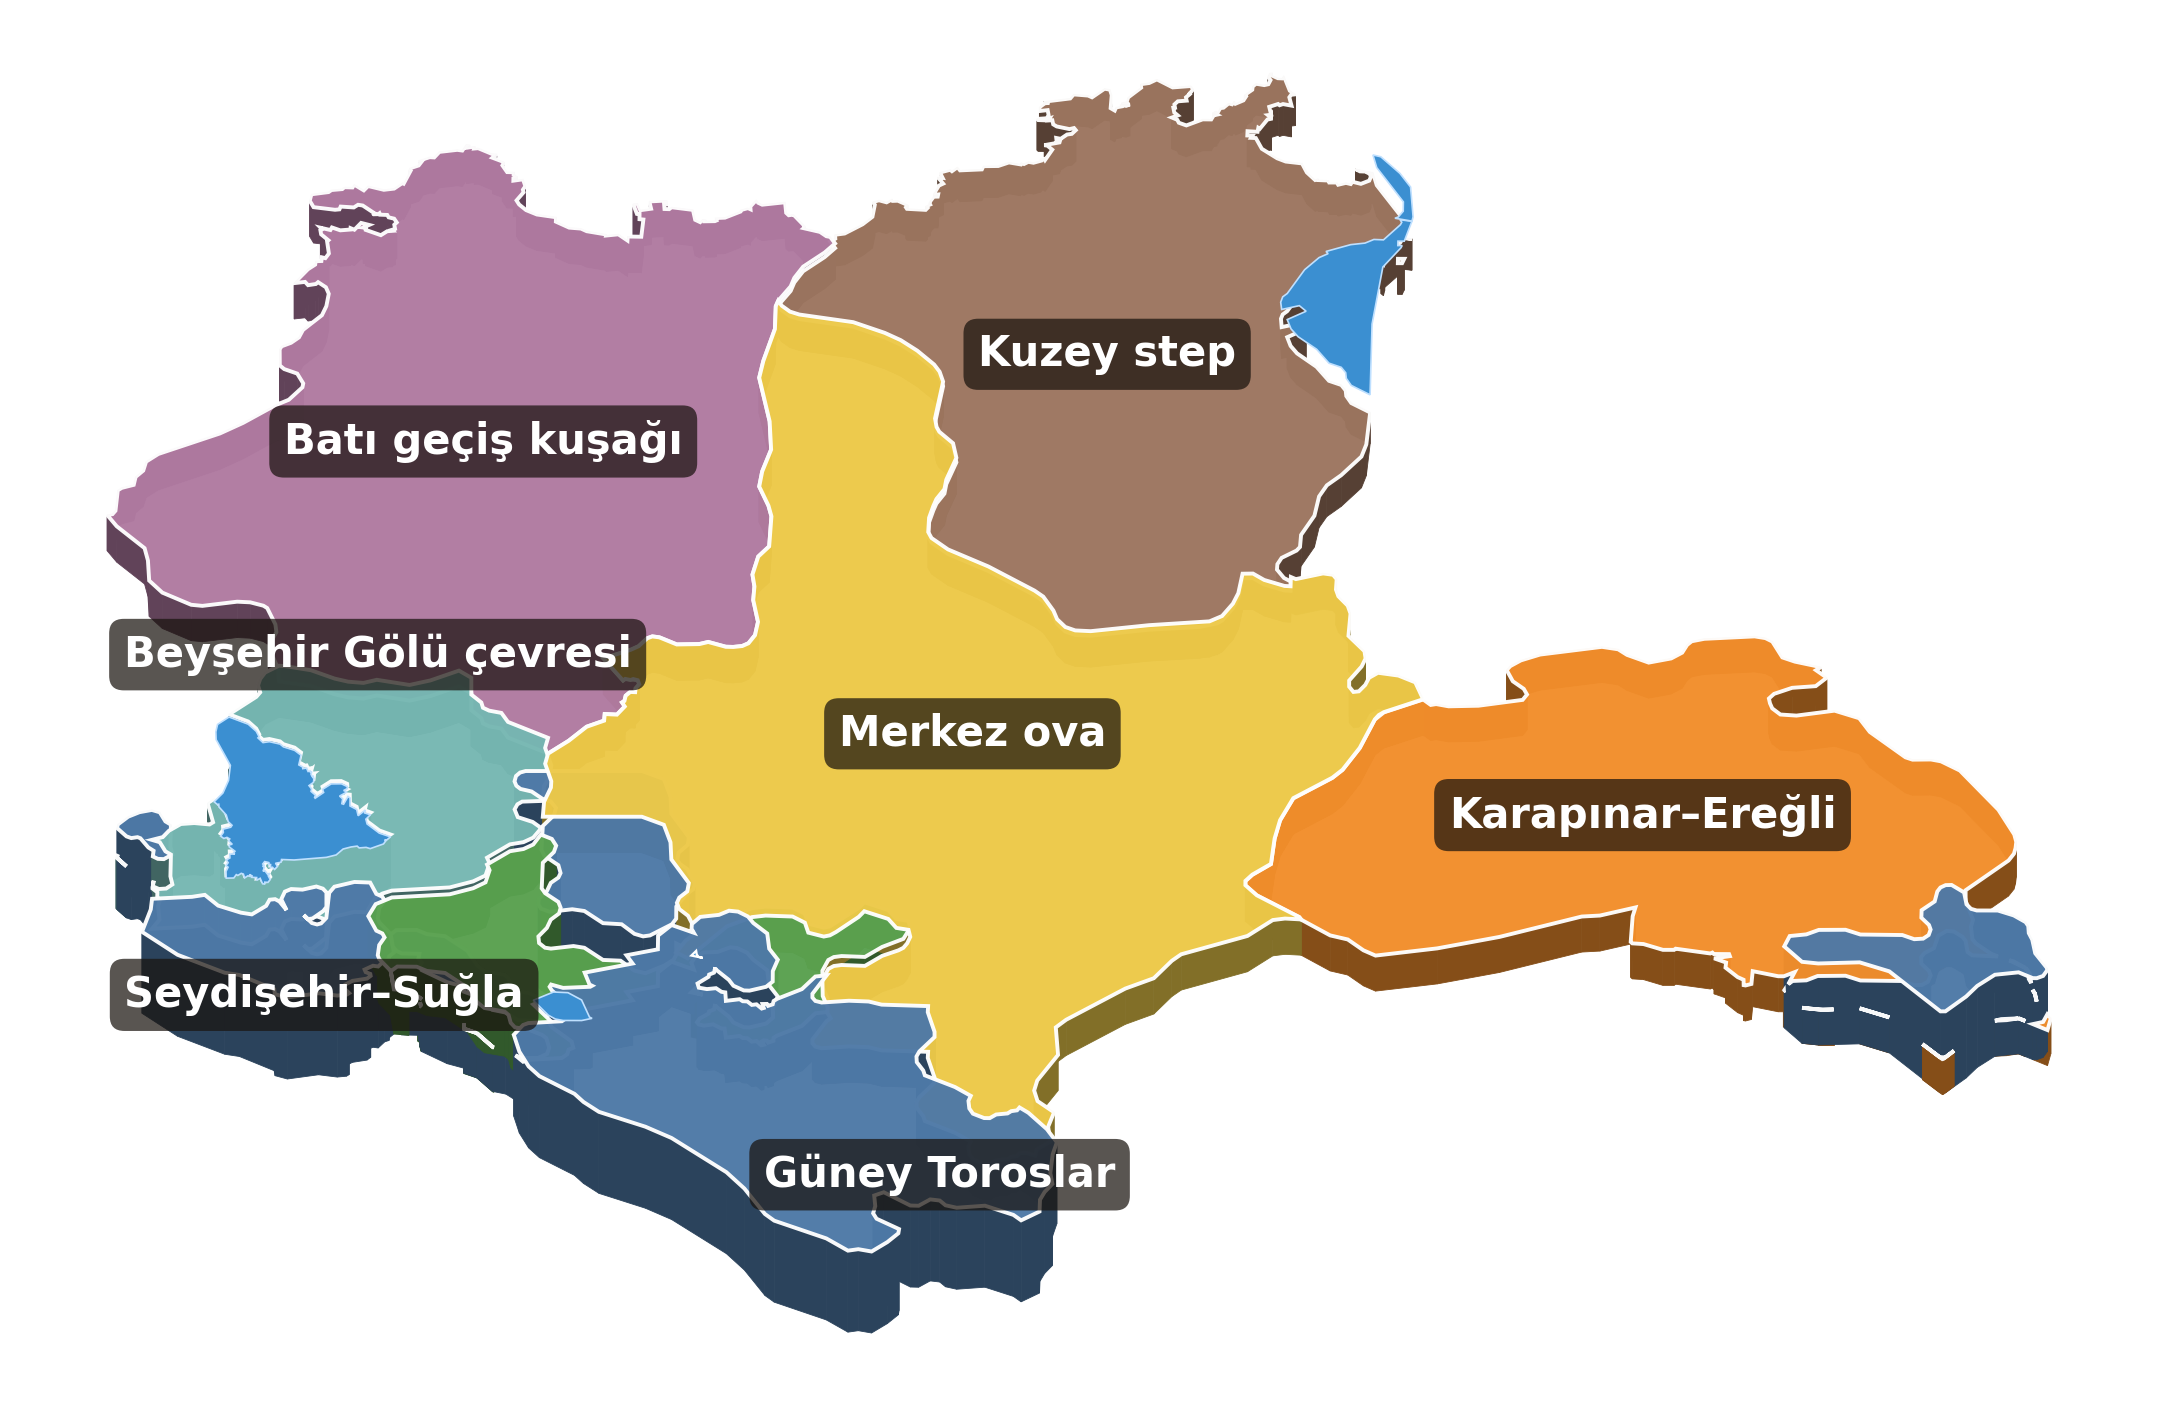 Kuzey step
Batı geçiş kuşağı
Beyşehir Gölü çevresi
Merkez ova
Karapınar–Ereğli
Seydişehir–Suğla
Güney Toroslar